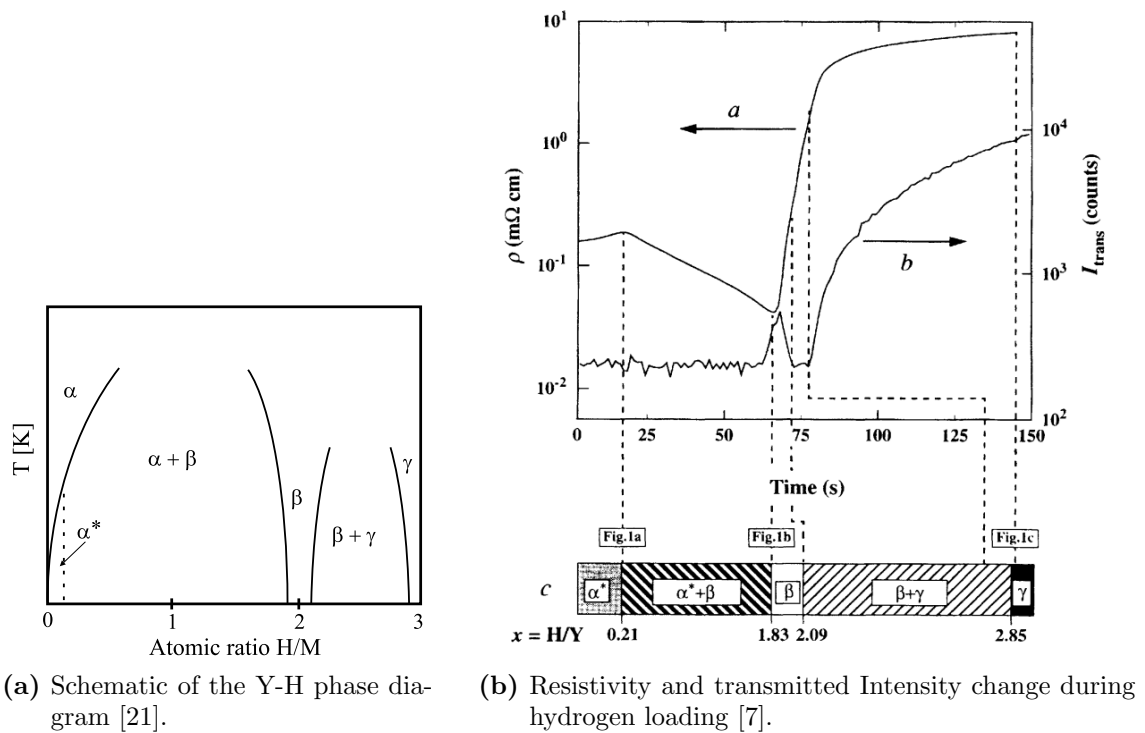 T [K]
α
α*
α + β
β
β + γ
γ
0
1
2
3
Atomic ratio H/M
(a) Schematic of the Y-H phase dia-
gram [21].
ρ (mΩ cm)
10¹
10⁰
10⁻¹
10⁻²
a
b
10⁴
10³
10²
I_trans (counts)
0 25 50 75 100 125 150
Time (s)
Fig.1a Fig.1b Fig.1c
c α* α*+β β β+γ γ
x = H/Y 0.21 1.83 2.09 2.85
(b) Resistivity and transmitted Intensity change during
hydrogen loading [7].